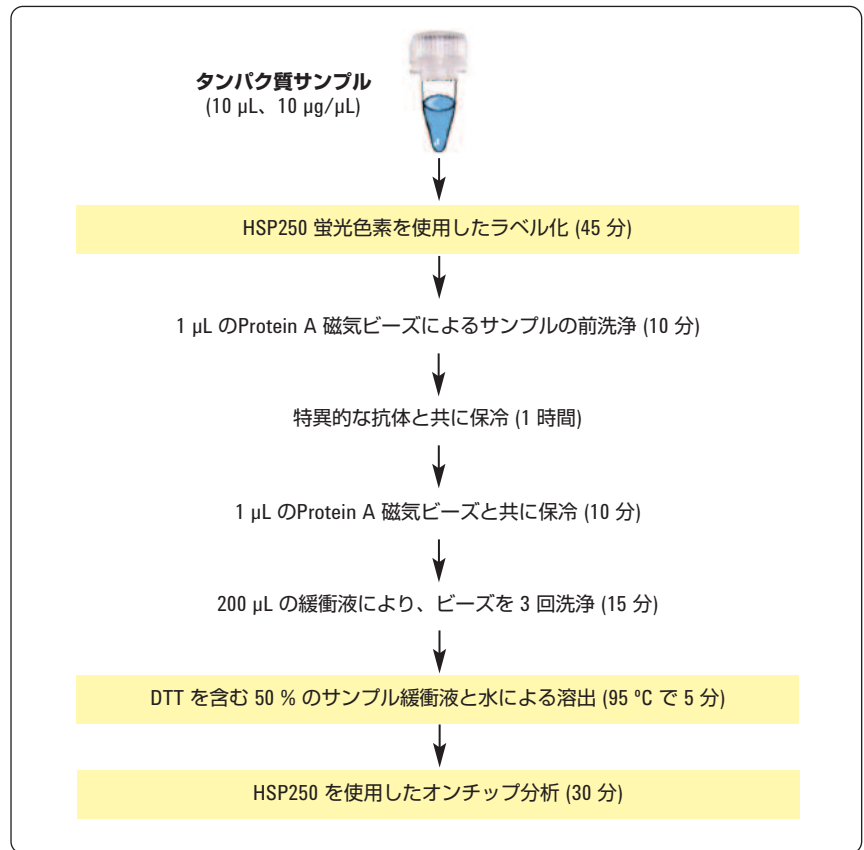 タンパク質サンプル
(10 µL、10 µg/µL)
HSP250 蛍光色素を使用したラベル化 (45 分)
1 µL のProtein A 磁気ビーズによるサンプルの前洗浄 (10 分)
特異的な抗体と共に保冷 (1 時間)
1 µL のProtein A 磁気ビーズと共に保冷 (10 分)
200 µL の緩衝液により、ビーズを 3 回洗浄 (15 分)
DTT を含む 50 % のサンプル緩衝液と水による溶出 (95 ºC で 5 分)
HSP250 を使用したオンチップ分析 (30 分)